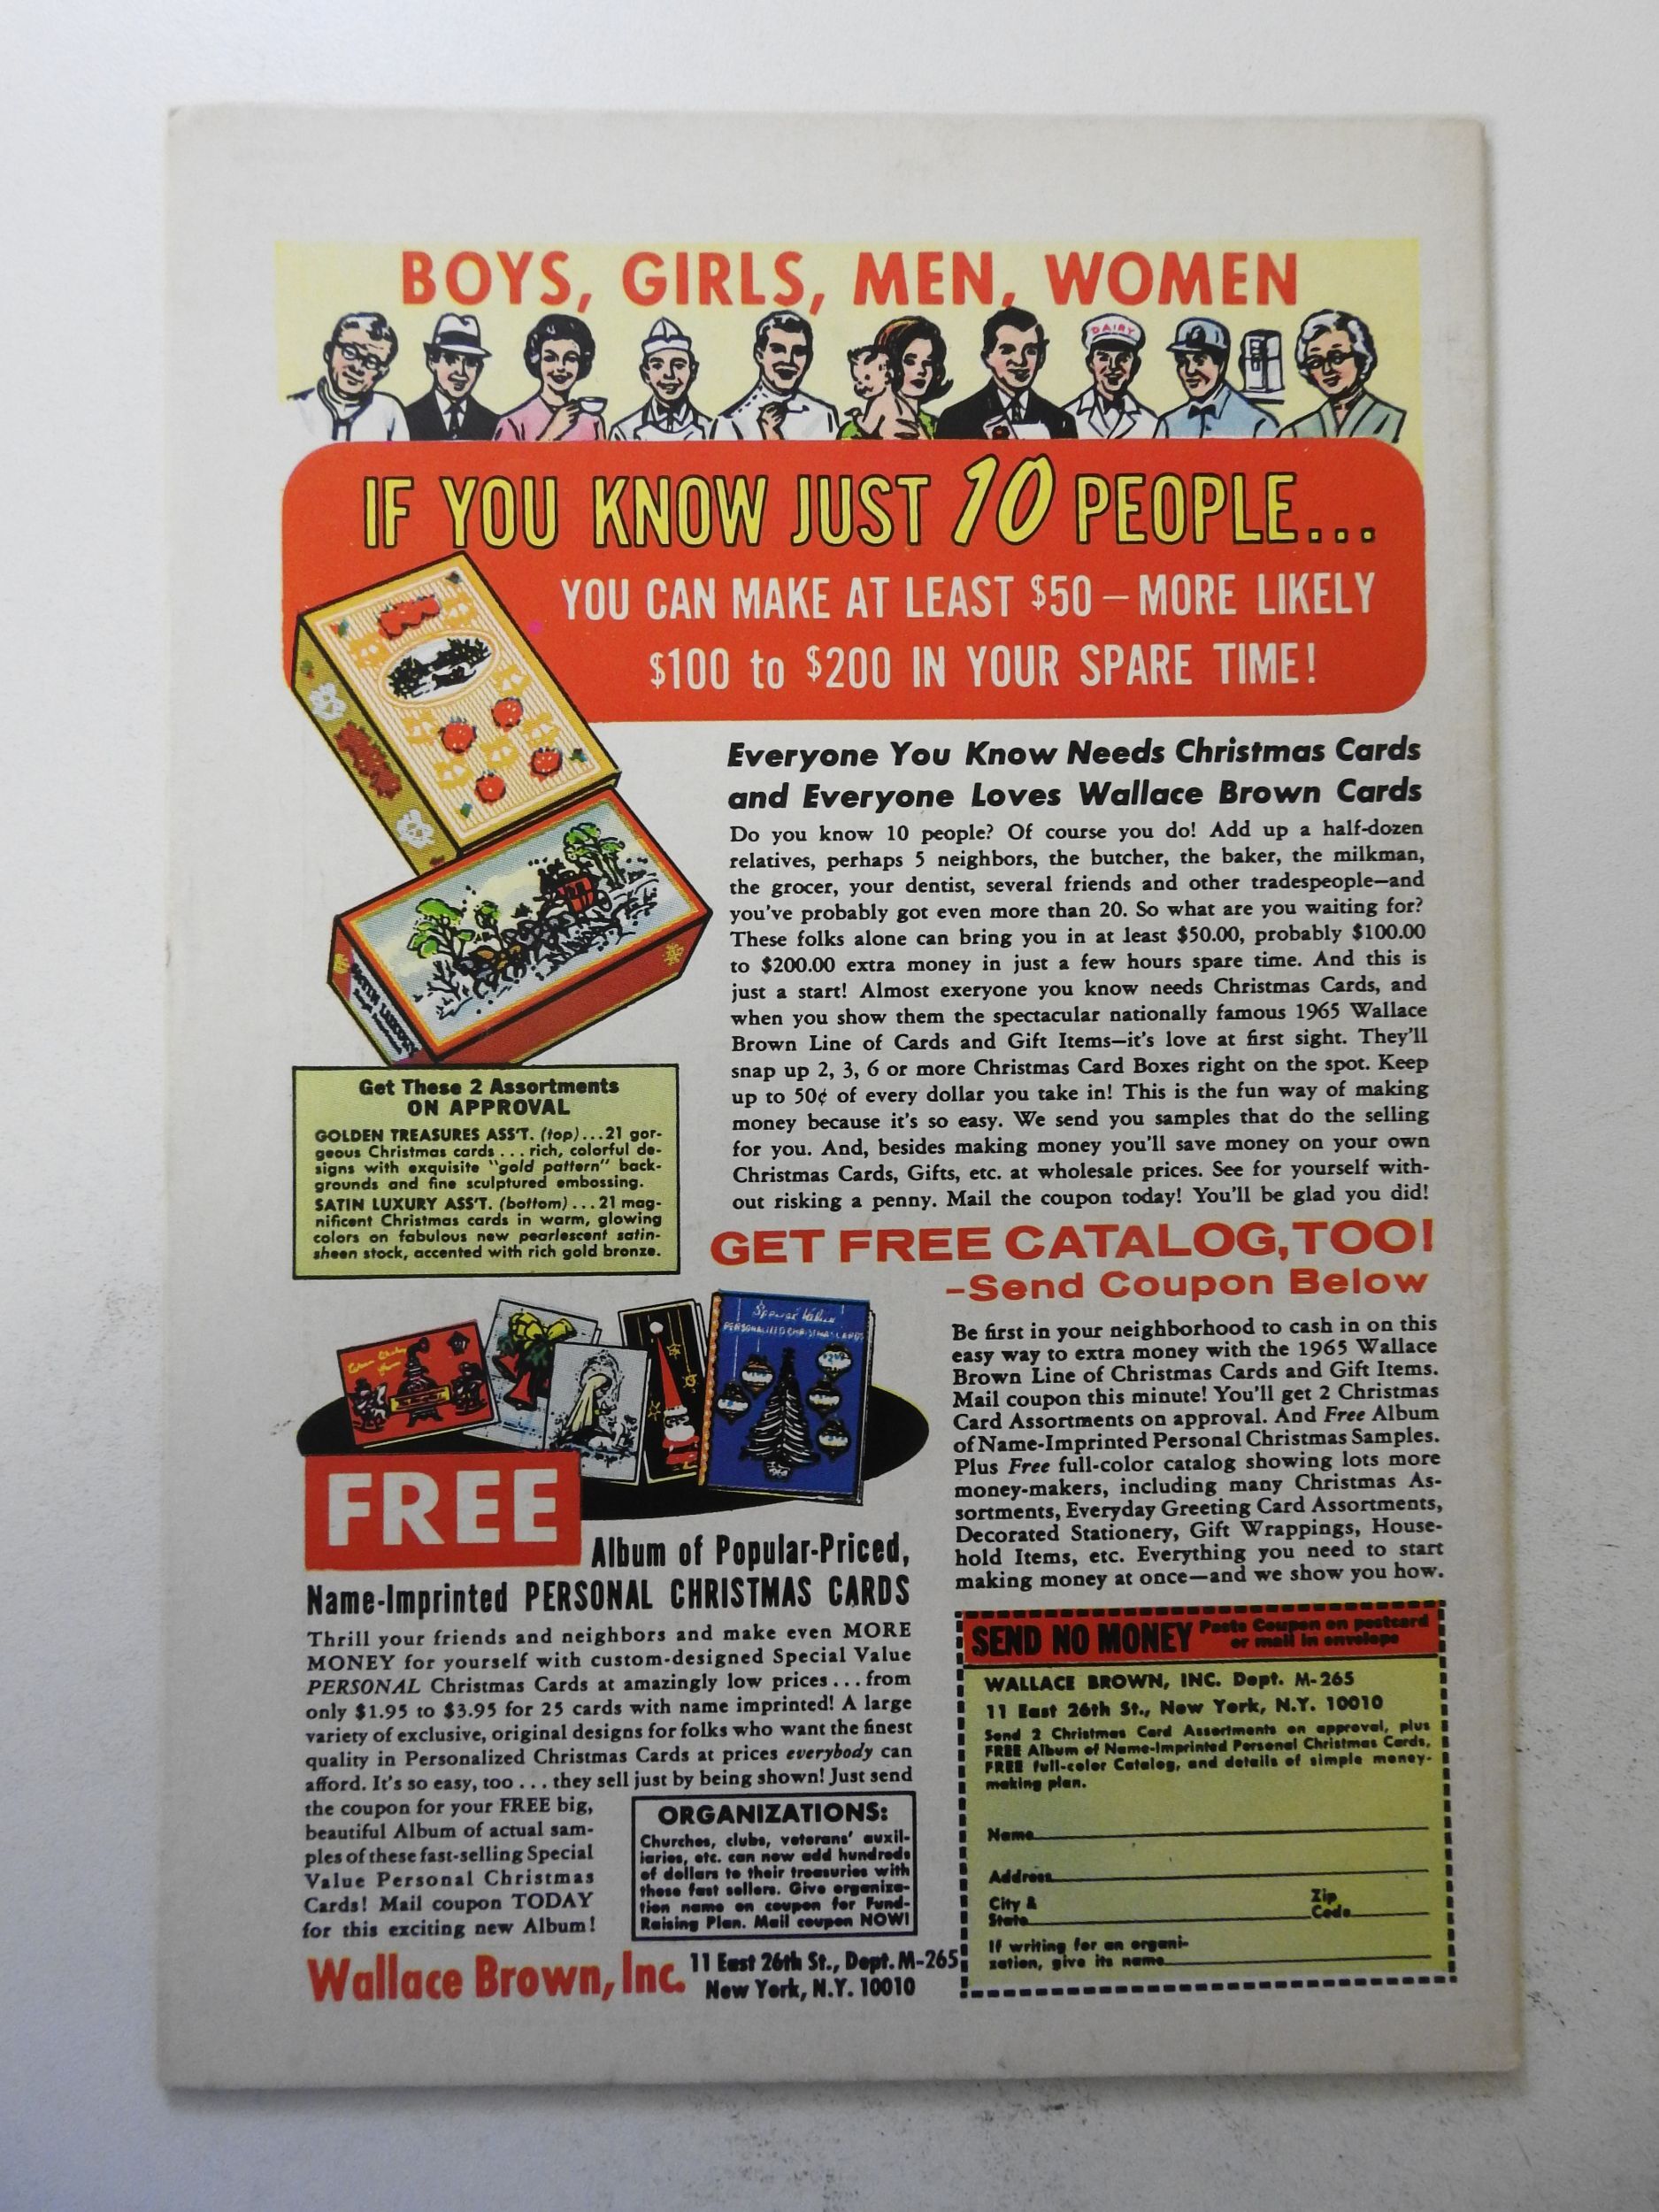 BOYS, GIRLS, MEN, WOMEN
DAIRY
IF YOU KNOW JUST 10 PEOPLE...
YOU CAN MAKE AT LEAST $50 – MORE LIKELY
$100 to $200 IN YOUR SPARE TIME!
Everyone You Know Needs Christmas Cards
and Everyone Loves Wallace Brown Cards
Do you know 10 people? Of course you do! Add up a half-dozen
relatives, perhaps 5 neighbors, the butcher, the baker, the milkman,
the grocer, your dentist, several friends and other tradespeople—and
you've probably got even more than 20. So what are you waiting for?
These folks alone can bring you in at least $50.00, probably $100.00
to $200.00 extra money in just a few hours spare time. And this is
just a start! Almost exeryone you know needs Christmas Cards, and
when you show them the spectacular nationally famous 1965 Wallace
Brown Line of Cards and Gift Items—it's love at first sight. They'll
snap up 2, 3, 6 or more Christmas Card Boxes right on the spot. Keep
up to 50¢ of every dollar you take in! This is the fun way of making
money because it's so easy. We send you samples that do the selling
for you. And, besides making money you'll save money on your own
Christmas Cards, Gifts, etc. at wholesale prices. See for yourself with-
out risking a penny. Mail the coupon today! You'll be glad you did!
SATIN LUXURY
Get These 2 Assortments
ON APPROVAL
GOLDEN TREASURES ASS'T. (top)...21 gor-
geous Christmas cards...rich, colorful de-
signs with exquisite "gold pattern" back-
grounds and fine sculptured embossing.
SATIN LUXURY ASS'T. (bottom)...21 mag-
nificent Christmas cards in warm, glowing
colors on fabulous new pearlescent satin-
sheen stock, accented with rich gold bronze.
GET FREE CATALOG, TOO!
–Send Coupon Below
Be first in your neighborhood to cash in on this
easy way to extra money with the 1965 Wallace
Brown Line of Christmas Cards and Gift Items.
Mail coupon this minute! You'll get 2 Christmas
Card Assortments on approval. And Free Album
of Name-Imprinted Personal Christmas Samples.
Plus Free full-color catalog showing lots more
money-makers, including many Christmas As-
sortments, Everyday Greeting Card Assortments,
Decorated Stationery, Gift Wrappings, House-
hold Items, etc. Everything you need to start
making money at once—and we show you how.
Special Value
PERSONALIZED CHRISTMAS CARDS
FREE
Album of Popular-Priced,
Name-Imprinted PERSONAL CHRISTMAS CARDS
Thrill your friends and neighbors and make even MORE
MONEY for yourself with custom-designed Special Value
PERSONAL Christmas Cards at amazingly low prices...from
only $1.95 to $3.95 for 25 cards with name imprinted! A large
variety of exclusive, original designs for folks who want the finest
quality in Personalized Christmas Cards at prices everybody can
afford. It's so easy, too...they sell just by being shown! Just send
the coupon for your FREE big,
beautiful Album of actual sam-
ples of these fast-selling Special
Value Personal Christmas
Cards! Mail coupon TODAY
for this exciting new Album!
ORGANIZATIONS:
Churches, clubs, veterans' auxil-
iaries, etc. can now add hundreds
of dollars to their treasuries with
these fast sellers. Give organiza-
tion name on coupon for Fund-
Raising Plan. Mail coupon NOW!
Wallace Brown, Inc. 11 East 26th St., Dept. M-265
New York, N.Y. 10010
SEND NO MONEY Paste Coupon on postcard
or mail in envelope
WALLACE BROWN, INC. Dept. M-265
11 East 26th St., New York, N.Y. 10010
Send 2 Christmas Card Assortments on approval, plus
FREE Album of Name-Imprinted Personal Christmas Cards,
FREE full-color Catalog, and details of simple money-
making plan.
Name
Address
City & State Zip Code
If writing for an organi-
zation, give its name